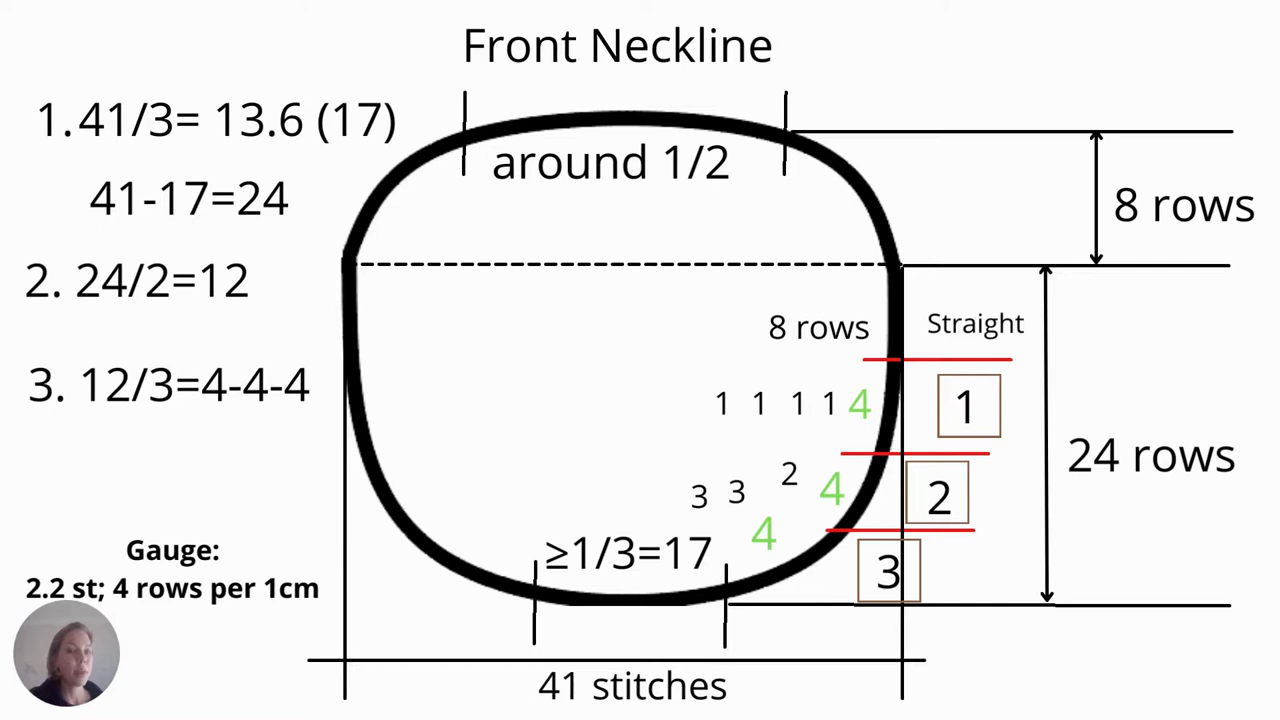 Front Neckline
1. 41/3= 13.6 (17)
around 1/2
41-17=24
8 rows
2. 24/2=12
8 rows
Straight
3. 12/3=4-4-4
1 1 1 1 4
1
24 rows
3 3 2 4
2
4
≥1/3=17
3
Gauge:
2.2 st; 4 rows per 1cm
41 stitches